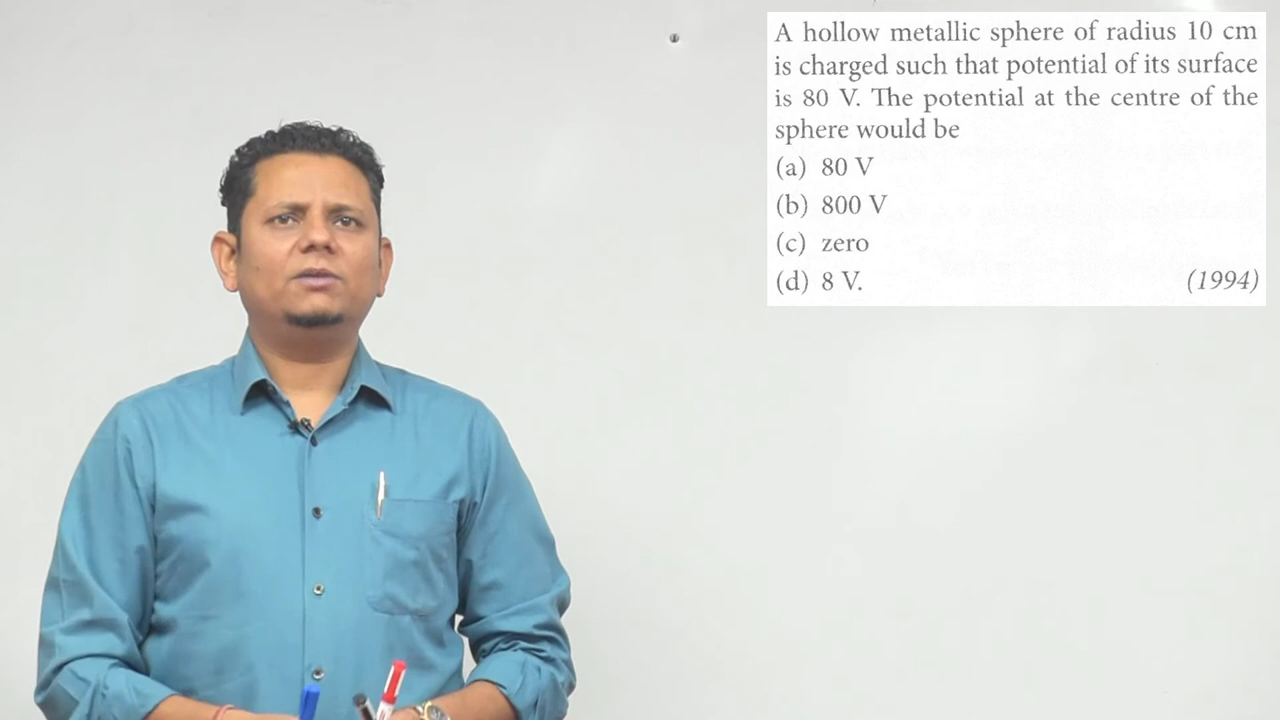 A hollow metallic sphere of radius 10 cm
is charged such that potential of its surface
is 80 V. The potential at the centre of the
sphere would be
(a) 80 V
(b) 800 V
(c) zero
(d) 8 V. (1994)